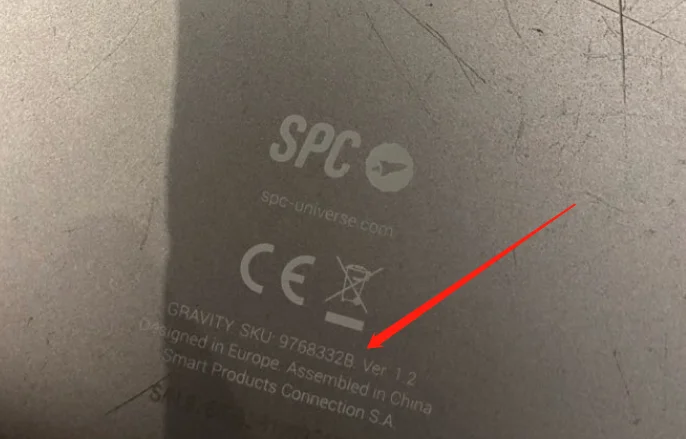 SPC
spc-universe.com
CE
GRAVITY SKU: 9768332B. Ver. 1.2
Designed in Europe. Assembled in China
Smart Products Connection S.A.